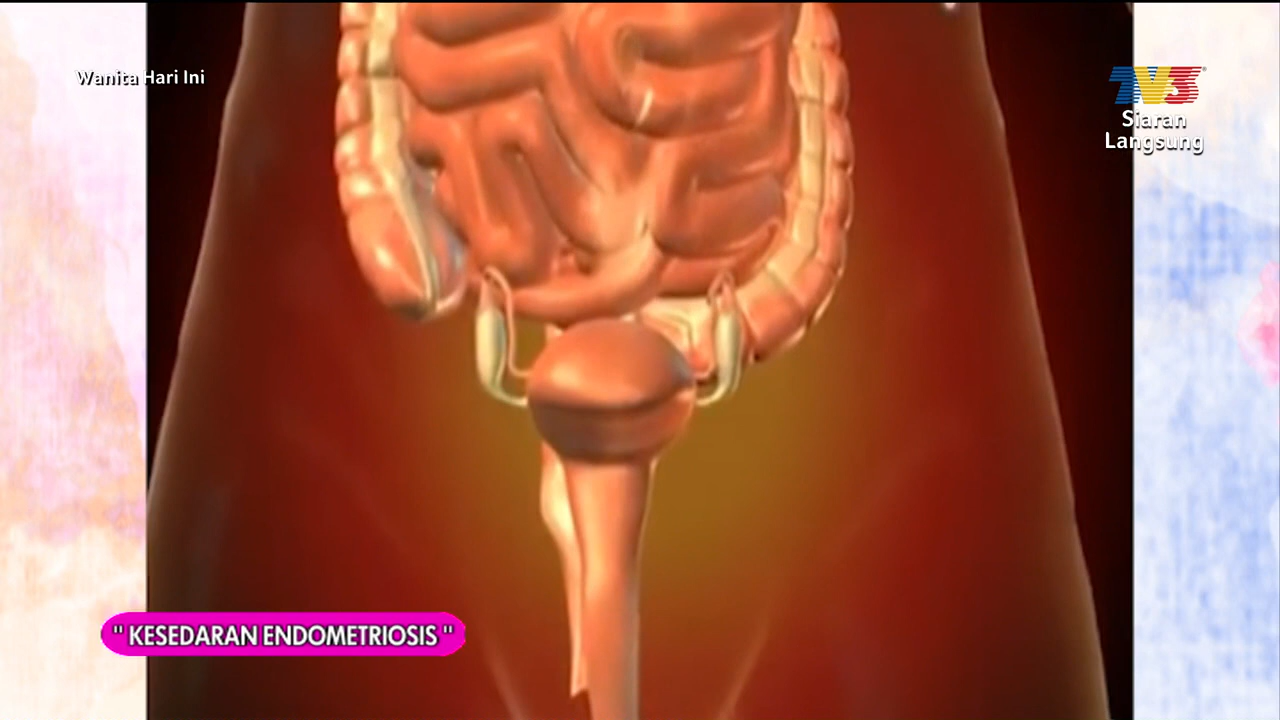 Wanita Hari Ini
TV3
Siaran
Langsung
" KESEDARAN ENDOMETRIOSIS "